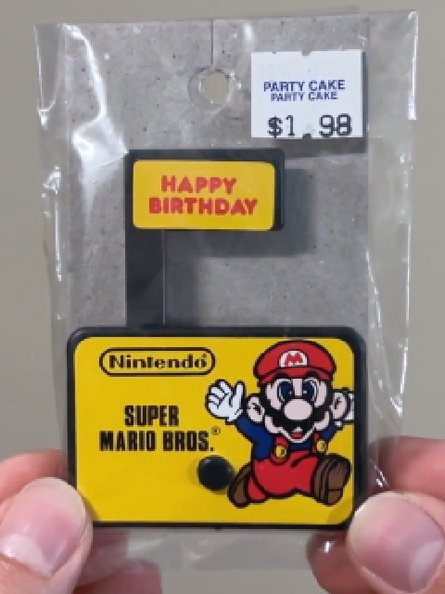 PARTY CAKE
PARTY CAKE
$1.98
HAPPY
BIRTHDAY
Nintendo®
SUPER
MARIO BROS.®
M